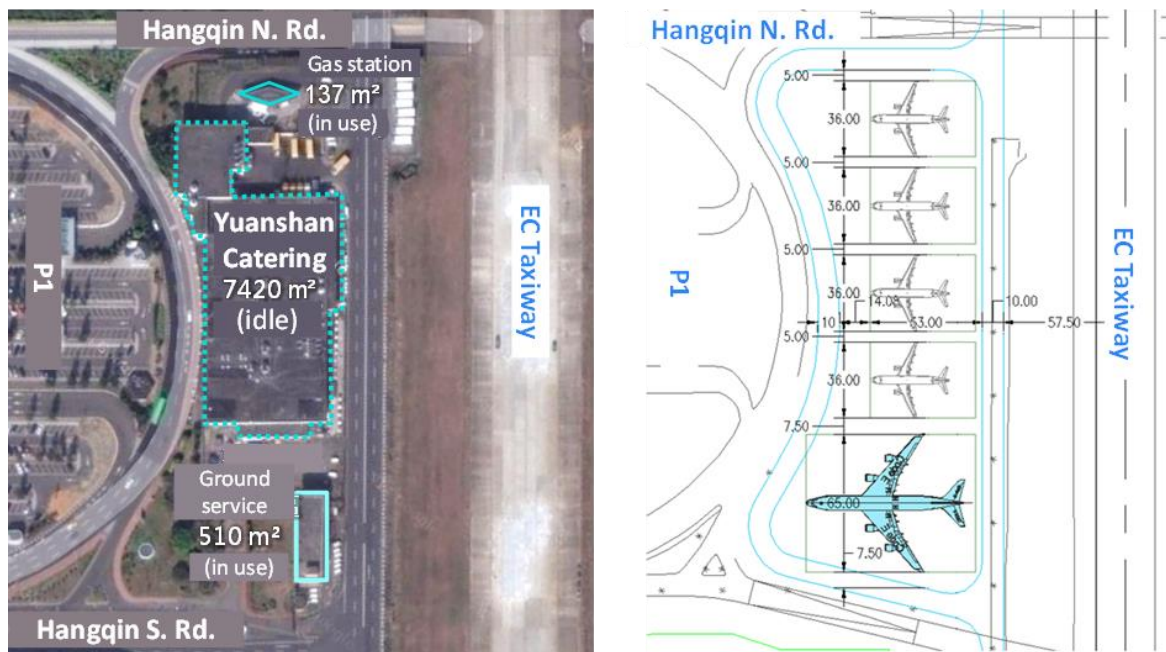 Hangqin N. Rd.
Gas station
137 m²
(in use)
Yuanshan
Catering
7420 m²
(idle)
P1
EC Taxiway
Ground
service
510 m²
(in use)
Hangqin S. Rd.
Hangqin N. Rd.
5.00
36.00
5.00
36.00
5.00
36.00
14.08
10.00
10
53.00
57.50
5.00
36.00
7.50
65.00
7.50
P1
EC Taxiway